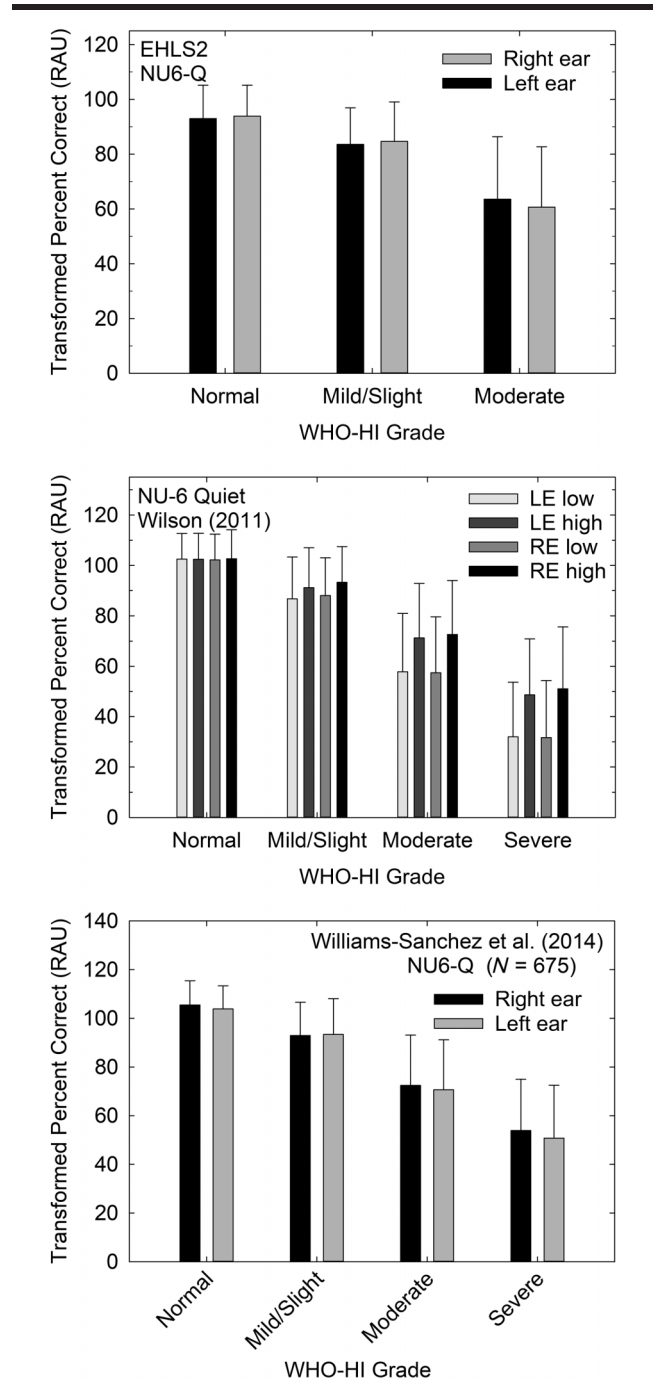 Transformed Percent Correct (RAU)
120
100
80
60
40
20
0
EHLS2
NU6-Q
Right ear
Left ear
Normal
Mild/Slight
Moderate
WHO-HI Grade
Transformed Percent Correct (RAU)
120
100
80
60
40
20
0
NU-6 Quiet
Wilson (2011)
LE low
LE high
RE low
RE high
Normal
Mild/Slight
Moderate
Severe
WHO-HI Grade
Transformed Percent Correct (RAU)
140
120
100
80
60
40
20
0
Williams-Sanchez et al. (2014)
NU6-Q (N = 675)
Right ear
Left ear
Normal
Mild/Slight
Moderate
Severe
WHO-HI Grade